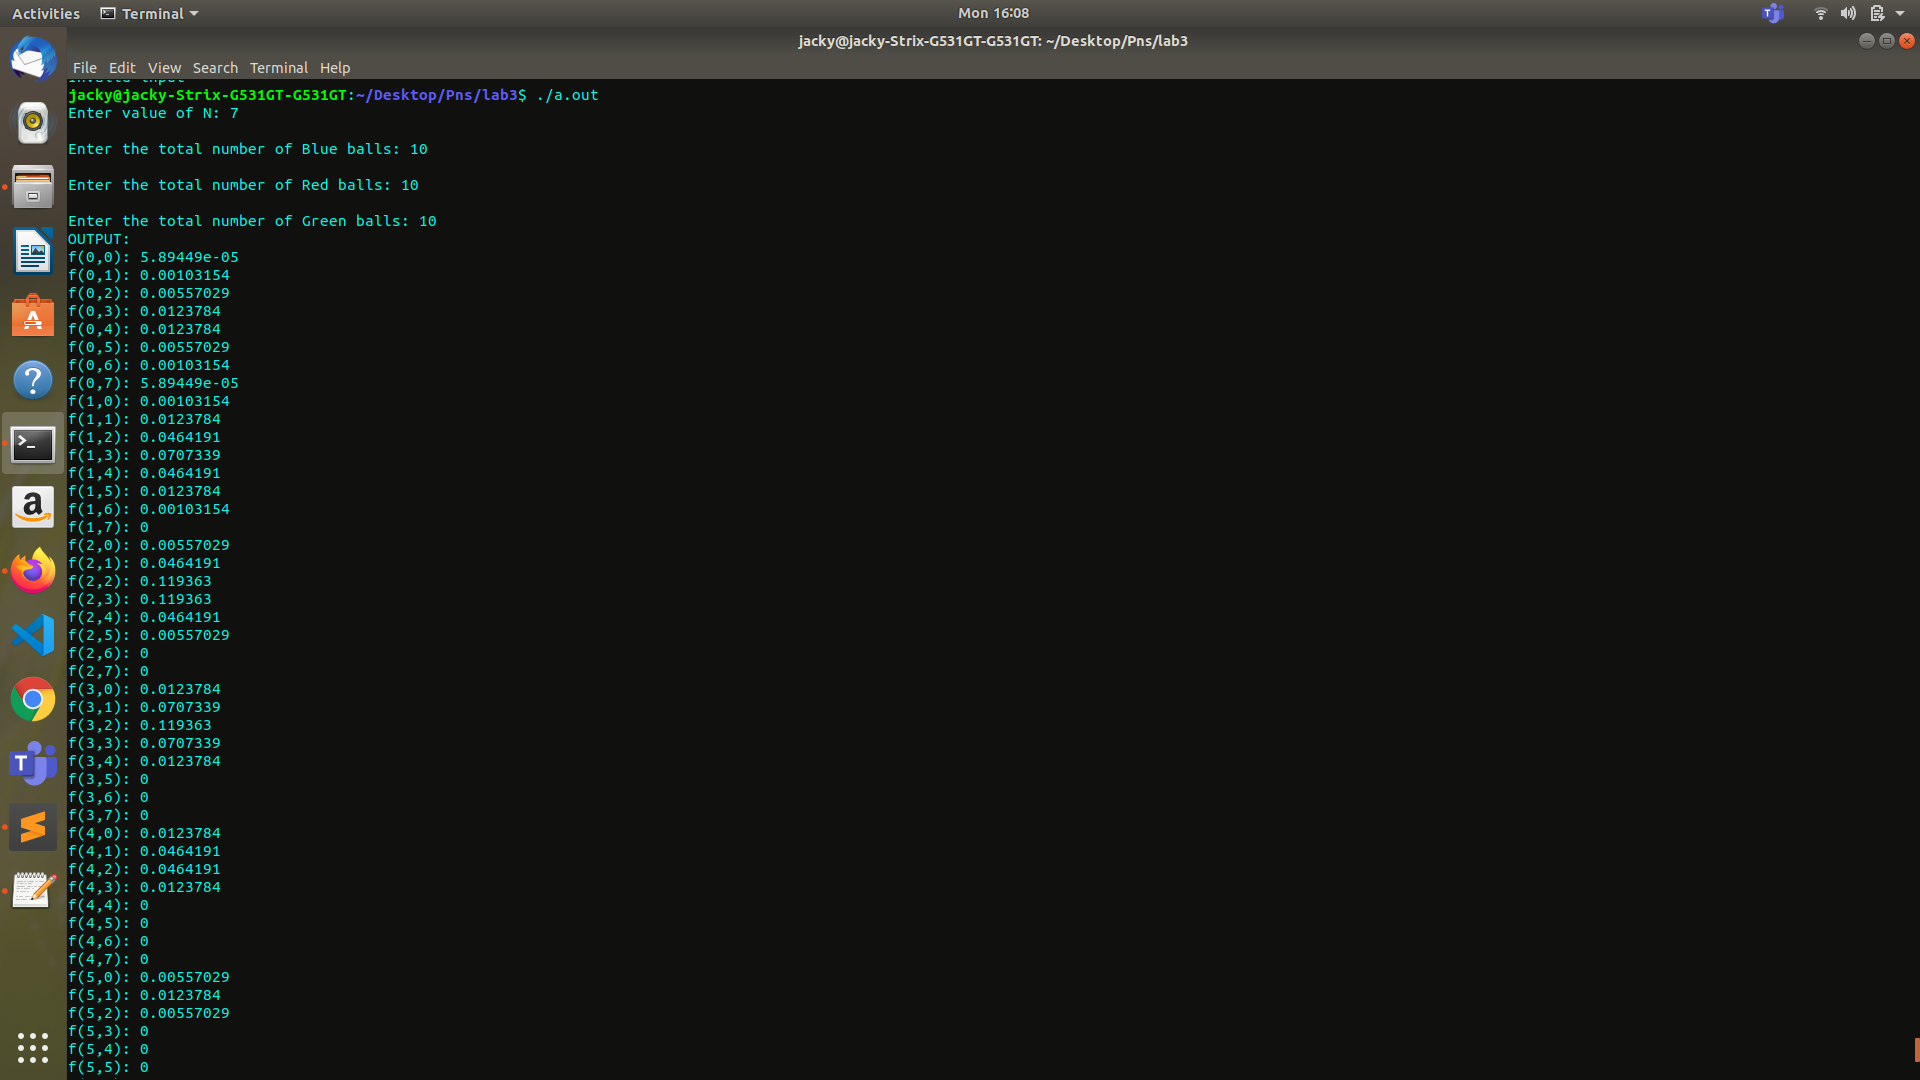 Activities Terminal Mon 16:08
jacky@jacky-Strix-G531GT-G531GT: ~/Desktop/Pns/lab3
File Edit View Search Terminal Help
Invalid input
jacky@jacky-Strix-G531GT-G531GT:~/Desktop/Pns/lab3$ ./a.out
Enter value of N: 7
Enter the total number of Blue balls: 10
Enter the total number of Red balls: 10
Enter the total number of Green balls: 10
OUTPUT:
f(0,0): 5.89449e-05
f(0,1): 0.00103154
f(0,2): 0.00557029
f(0,3): 0.0123784
f(0,4): 0.0123784
f(0,5): 0.00557029
f(0,6): 0.00103154
f(0,7): 5.89449e-05
f(1,0): 0.00103154
f(1,1): 0.0123784
f(1,2): 0.0464191
f(1,3): 0.0707339
f(1,4): 0.0464191
f(1,5): 0.0123784
f(1,6): 0.00103154
f(1,7): 0
f(2,0): 0.00557029
f(2,1): 0.0464191
f(2,2): 0.119363
f(2,3): 0.119363
f(2,4): 0.0464191
f(2,5): 0.00557029
f(2,6): 0
f(2,7): 0
f(3,0): 0.0123784
f(3,1): 0.0707339
f(3,2): 0.119363
f(3,3): 0.0707339
f(3,4): 0.0123784
f(3,5): 0
f(3,6): 0
f(3,7): 0
f(4,0): 0.0123784
f(4,1): 0.0464191
f(4,2): 0.0464191
f(4,3): 0.0123784
f(4,4): 0
f(4,5): 0
f(4,6): 0
f(4,7): 0
f(5,0): 0.00557029
f(5,1): 0.0123784
f(5,2): 0.00557029
f(5,3): 0
f(5,4): 0
f(5,5): 0